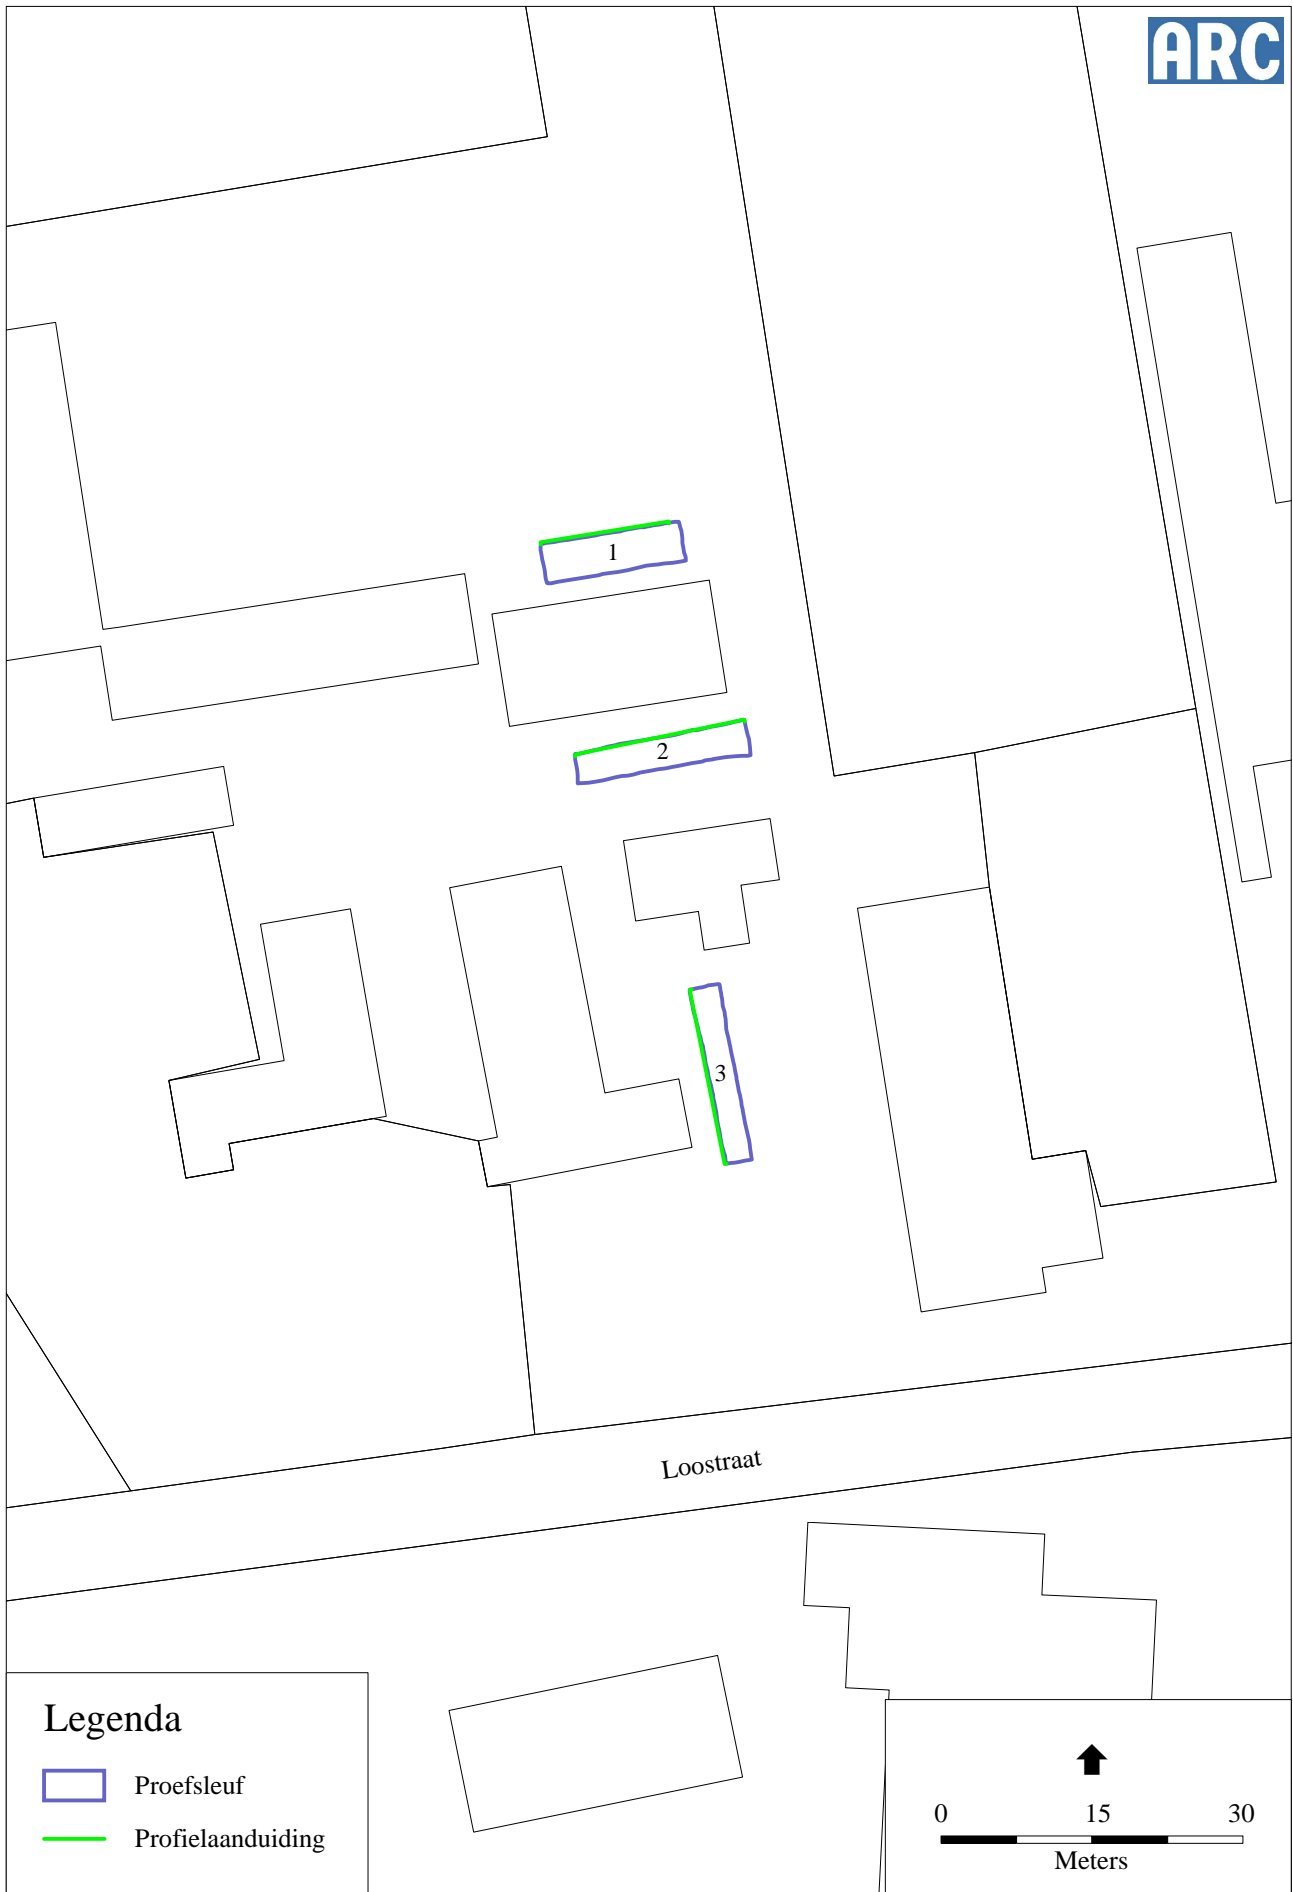 ARC
1
2
3
Loostraat
Legenda
Proefsleuf
Profielaanduiding
0 15 30
Meters